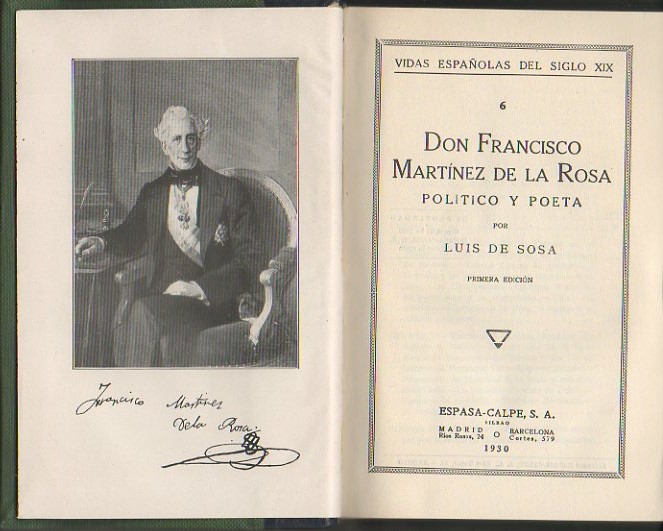 Francisco Martinez
De la Rosa.
VIDAS ESPAÑOLAS DEL SIGLO XIX
6
DON FRANCISCO
MARTÍNEZ DE LA ROSA
POLITICO Y POETA
POR
LUIS DE SOSA
PRIMERA EDICIÓN
ESPASA-CALPE, S. A.
BILBAO
MADRID O BARCELONA
Ríos Rosas, 24 Cortes, 579
1930